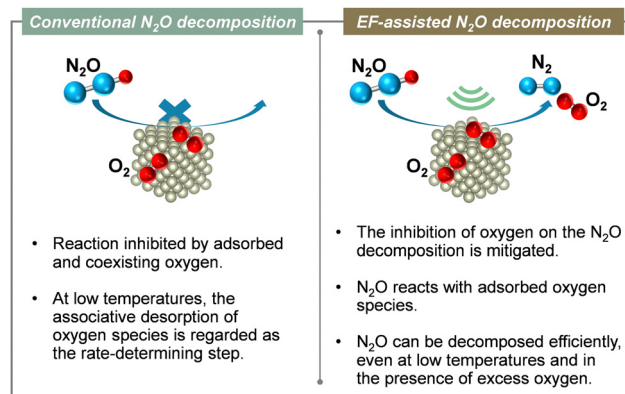 Conventional N₂O decomposition
N₂O
O₂
• Reaction inhibited by adsorbed
and coexisting oxygen.
• At low temperatures, the
associative desorption of
oxygen species is regarded as
the rate-determining step.
EF-assisted N₂O decomposition
N₂O
N₂
O₂
O₂
• The inhibition of oxygen on the N₂O
decomposition is mitigated.
• N₂O reacts with adsorbed oxygen
species.
• N₂O can be decomposed efficiently,
even at low temperatures and in
the presence of excess oxygen.